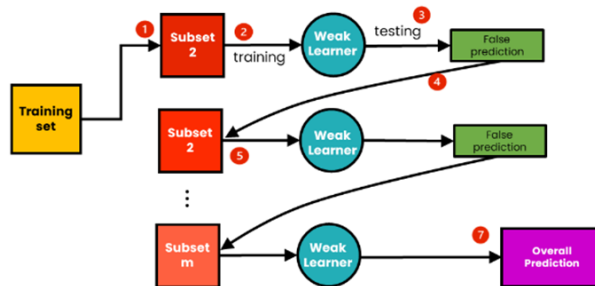 1
Subset
2
2
training
Weak
Learner
3
testing
False
prediction
4
Training
set
Subset
2
5
Weak
Learner
False
prediction
...
Subset
m
Weak
Learner
7
Overall
Prediction